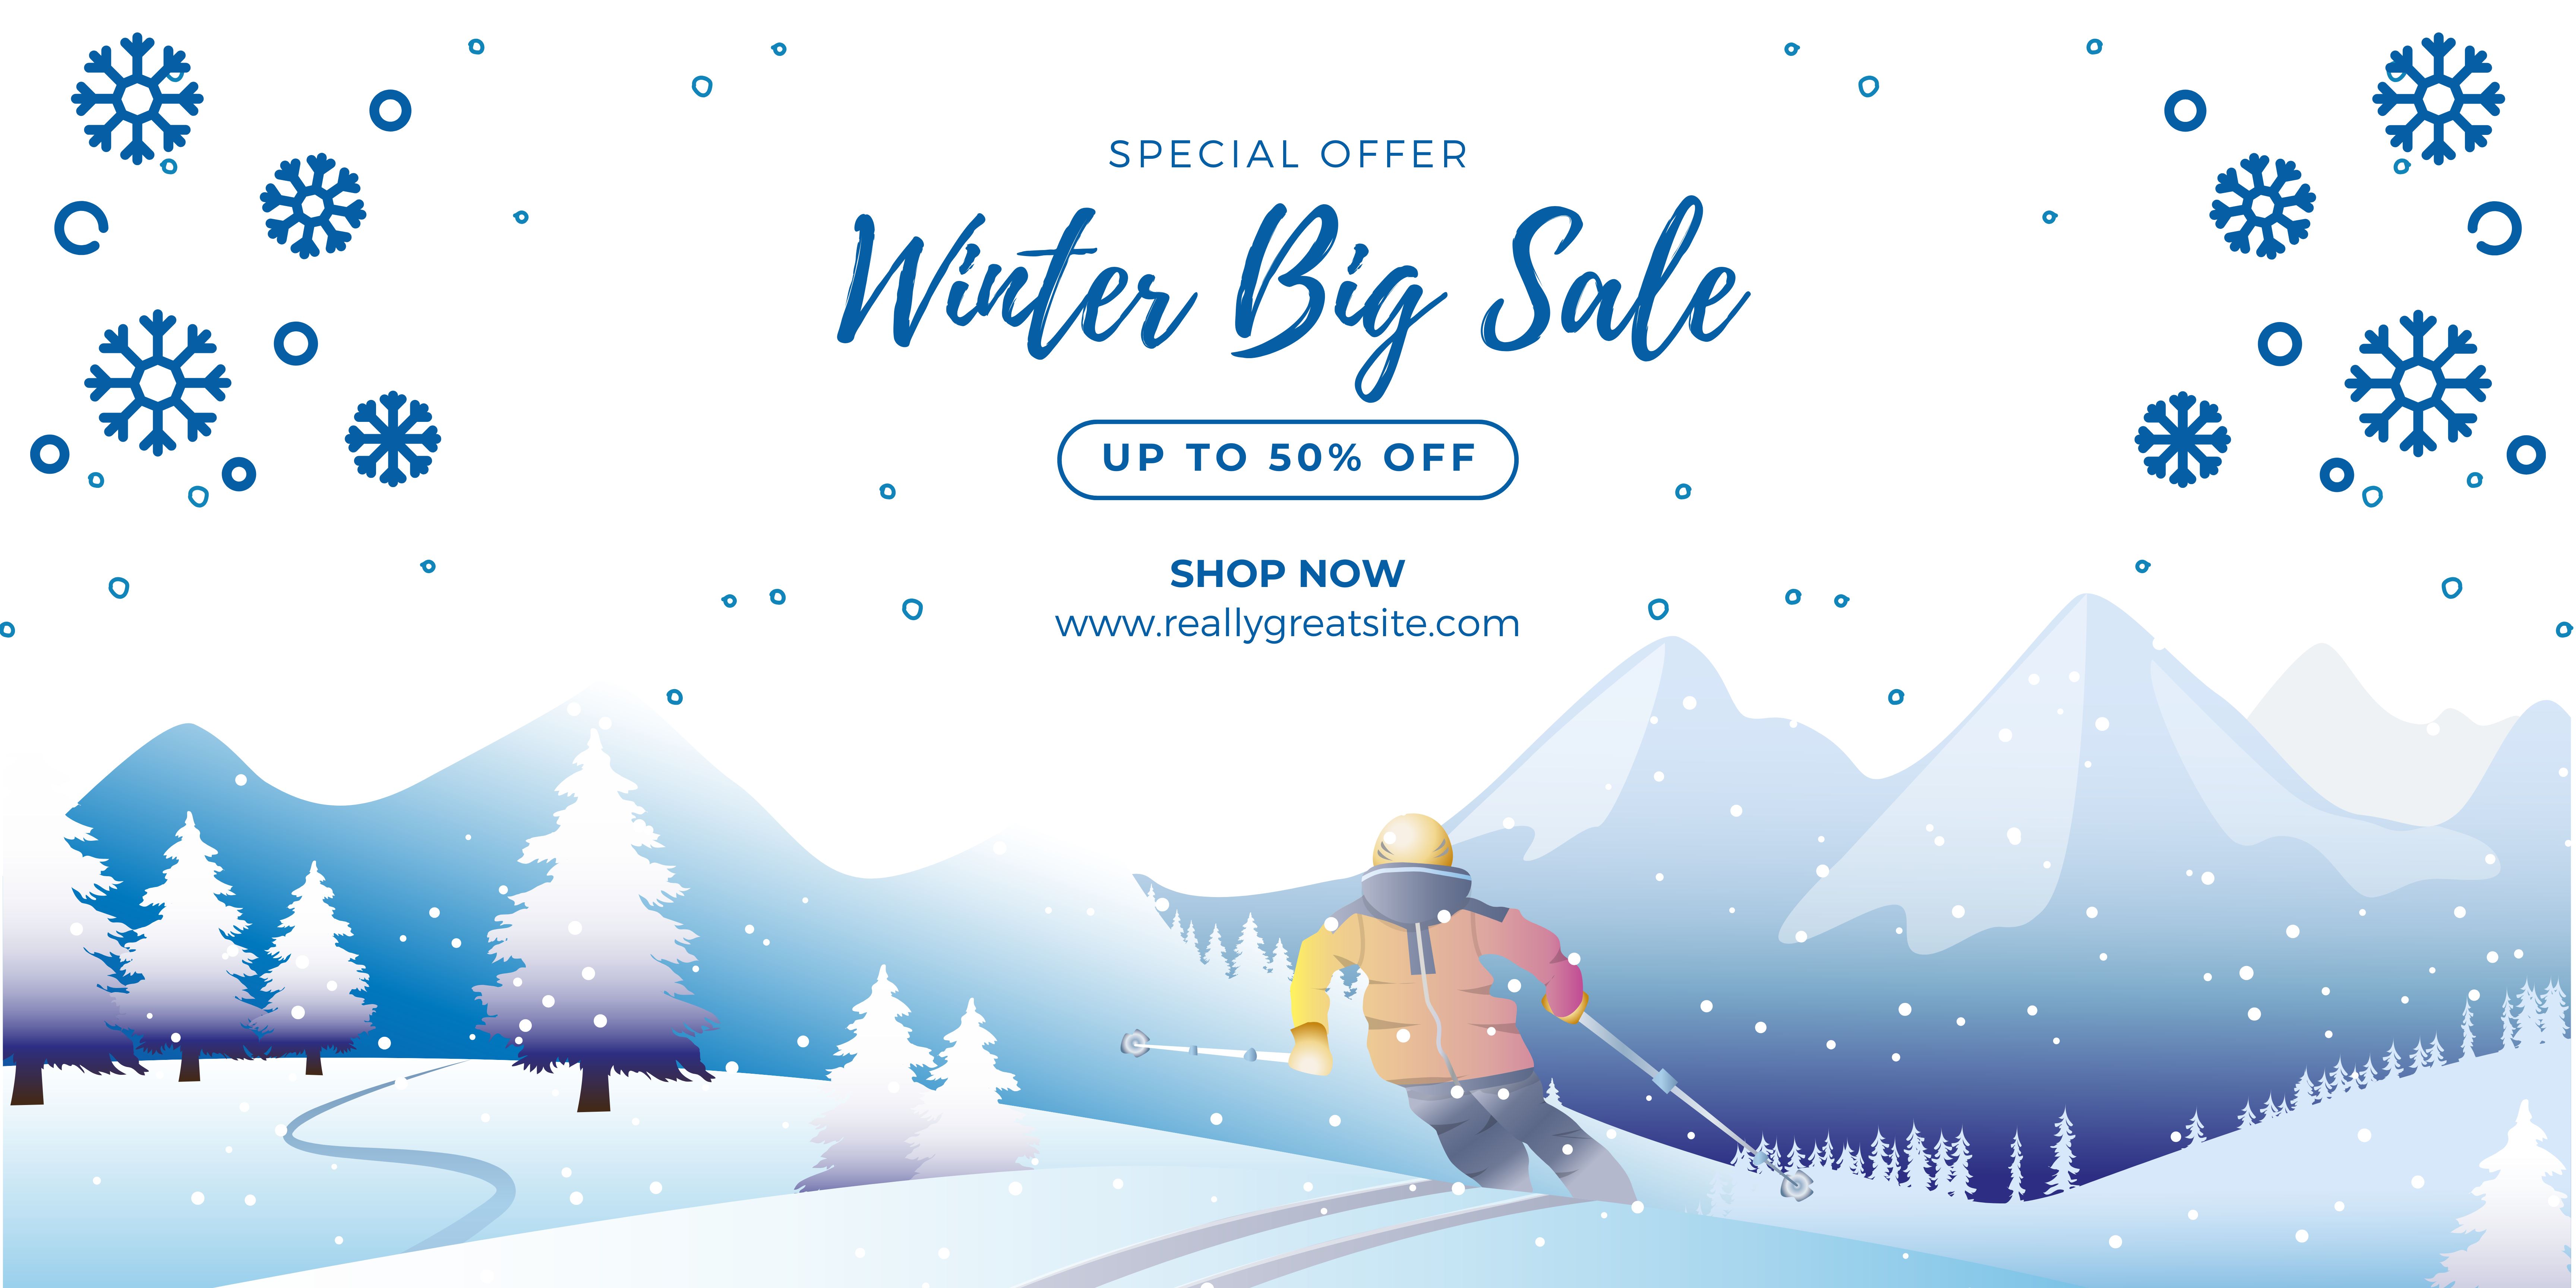 SPECIAL OFFER
Winter Big Sale
UP TO 50% OFF
SHOP NOW
www.reallygreatsite.com